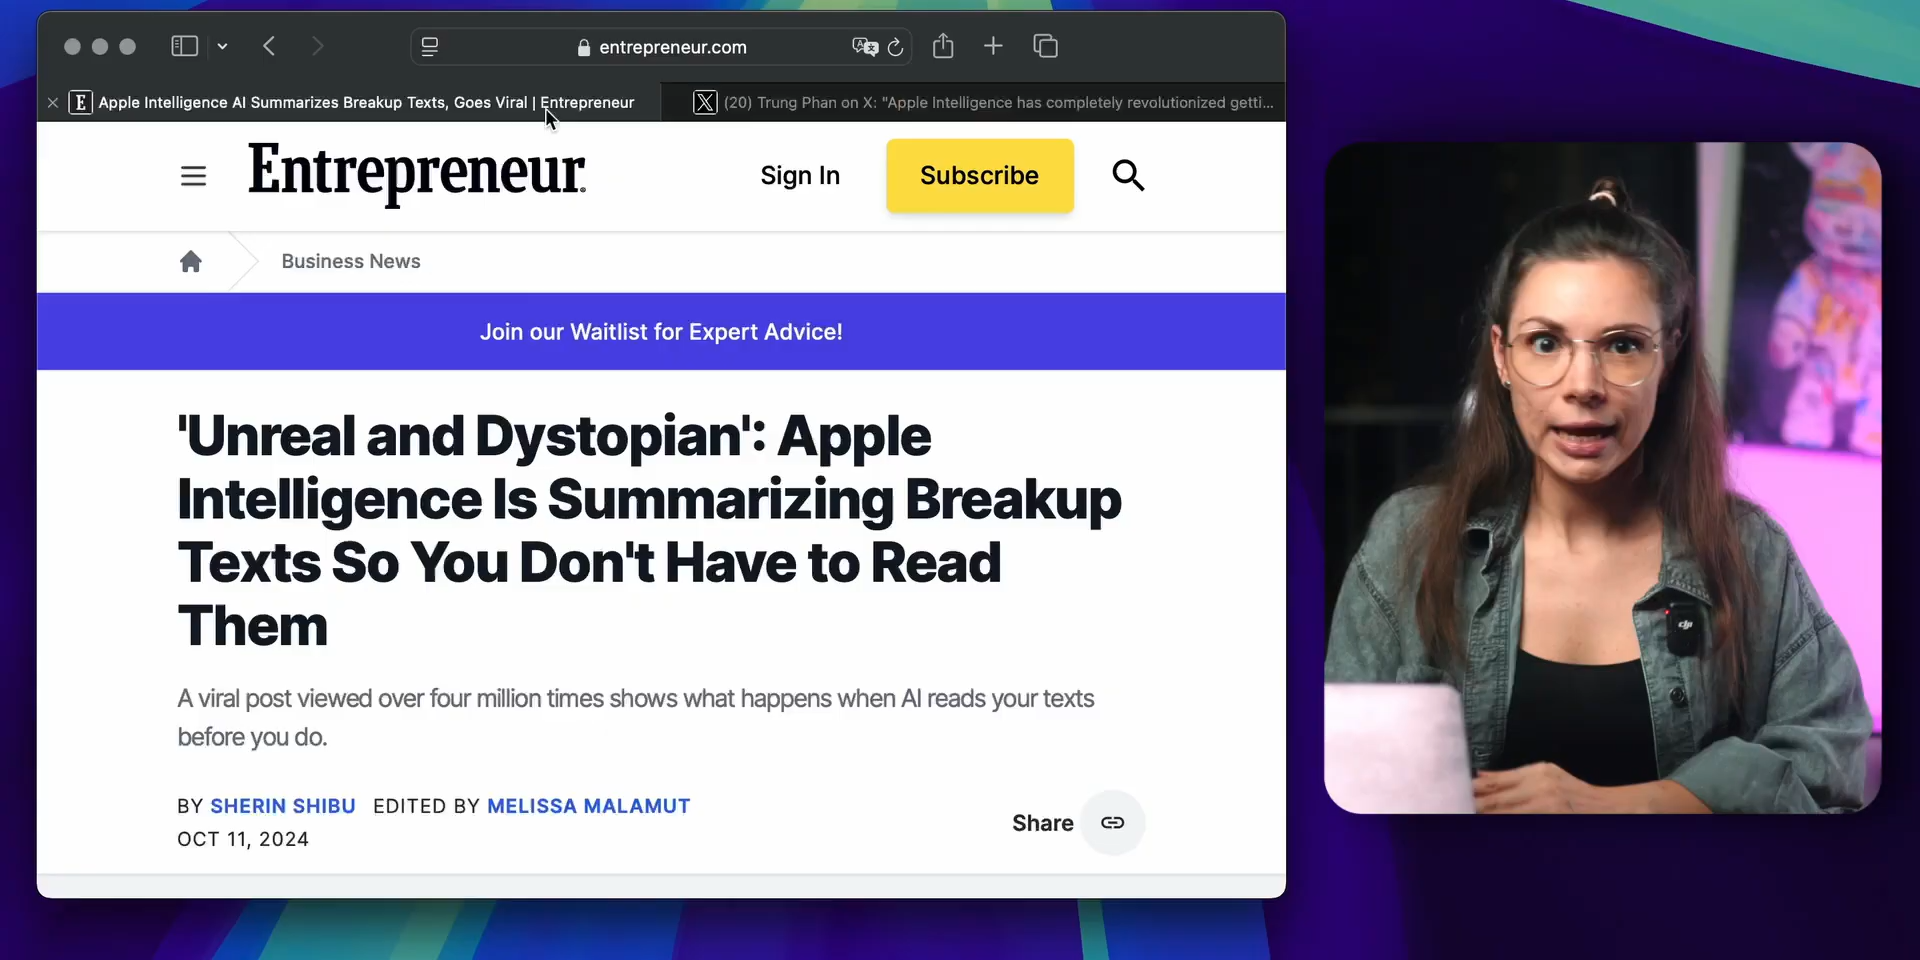 entrepreneur.com
Apple Intelligence AI Summarizes Breakup Texts, Goes Viral | Entrepreneur
(20) Trung Phan on X: "Apple Intelligence has completely revolutionized getti...
Entrepreneur
Sign In
Subscribe
Business News
Join our Waitlist for Expert Advice!
'Unreal and Dystopian': Apple
Intelligence Is Summarizing Breakup
Texts So You Don't Have to Read
Them
A viral post viewed over four million times shows what happens when AI reads your texts
before you do.
BY SHERIN SHIBU EDITED BY MELISSA MALAMUT
OCT 11, 2024
Share
dji